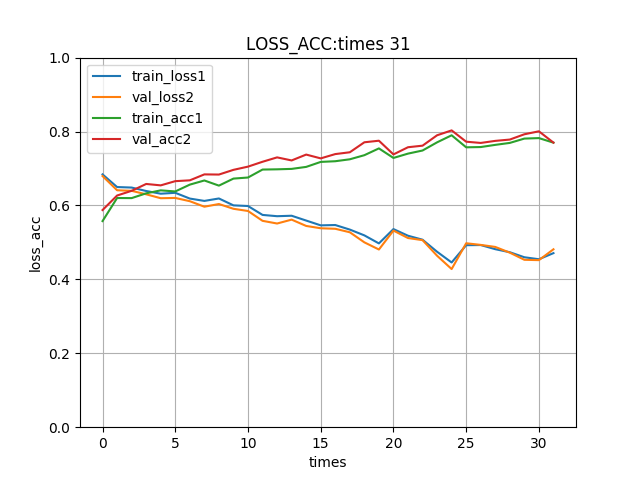 LOSS_ACC:times 31
1.0
0.8
0.6
0.4
0.2
0.0
loss_acc
train_loss1
val_loss2
train_acc1
val_acc2
0 5 10 15 20 25 30
times